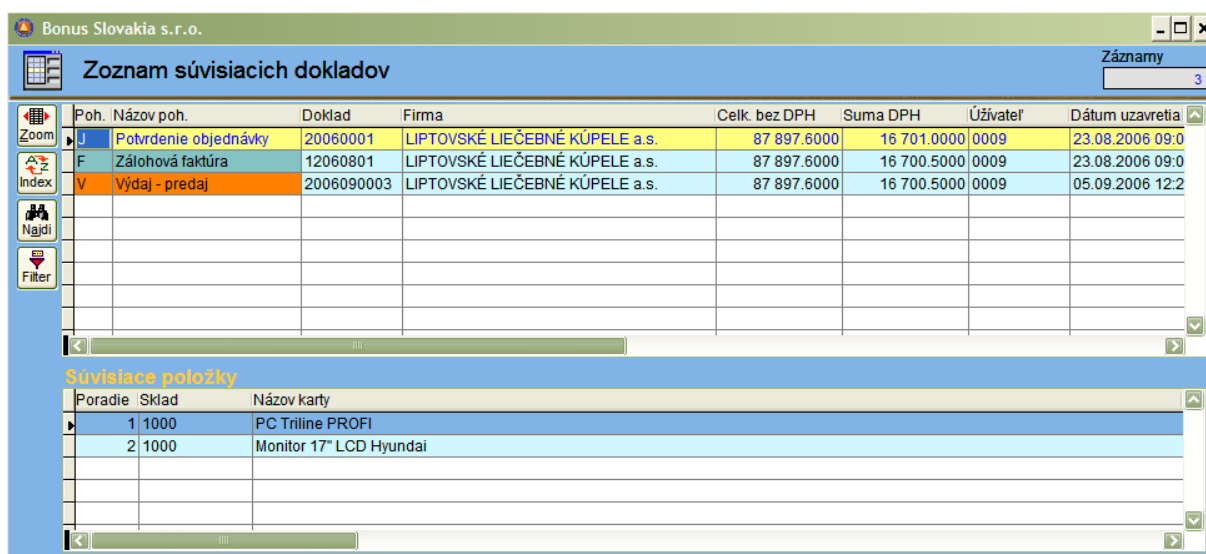 Bonus Slovakia s.r.o.
Zoznam súvisiacich dokladov
Záznamy
3
Zoom
Index
Najdi
Filter
Poh. Názov poh. Doklad Firma Celk. bez DPH Suma DPH Úžívateľ Dátum uzavretia
J Potvrdenie objednávky 20060001 LIPTOVSKÉ LIEČEBNÉ KÚPELE a.s. 87 897.6000 16 701.0000 0009 23.08.2006 09:0
F Zálohová faktúra 12060801 LIPTOVSKÉ LIEČEBNÉ KÚPELE a.s. 87 897.6000 16 700.5000 0009 23.08.2006 09:0
V Výdaj - predaj 2006090003 LIPTOVSKÉ LIEČEBNÉ KÚPELE a.s. 87 897.6000 16 700.5000 0009 05.09.2006 12:2
Súvisiace položky
Poradie Sklad Názov karty
1 1000 PC Triline PROFI
2 1000 Monitor 17" LCD Hyundai